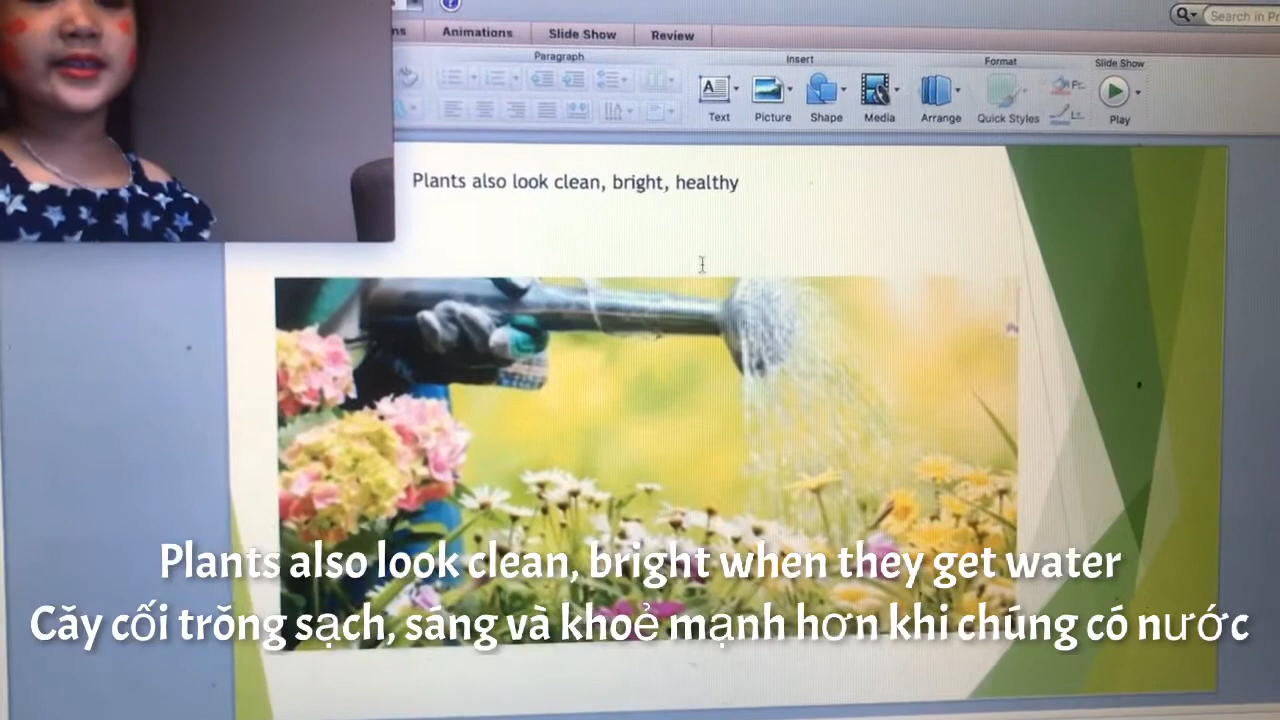 ns Animations Slide Show Review
Search in Pr
Paragraph Insert Format Slide Show
Text Picture Shape Media Arrange Quick Styles Play
Plants also look clean, bright, healthy
Plants also look clean, bright when they get water
Cǎy cối trŏng sạch, sáng và khoẻ mạnh hơn khi chúng có nước